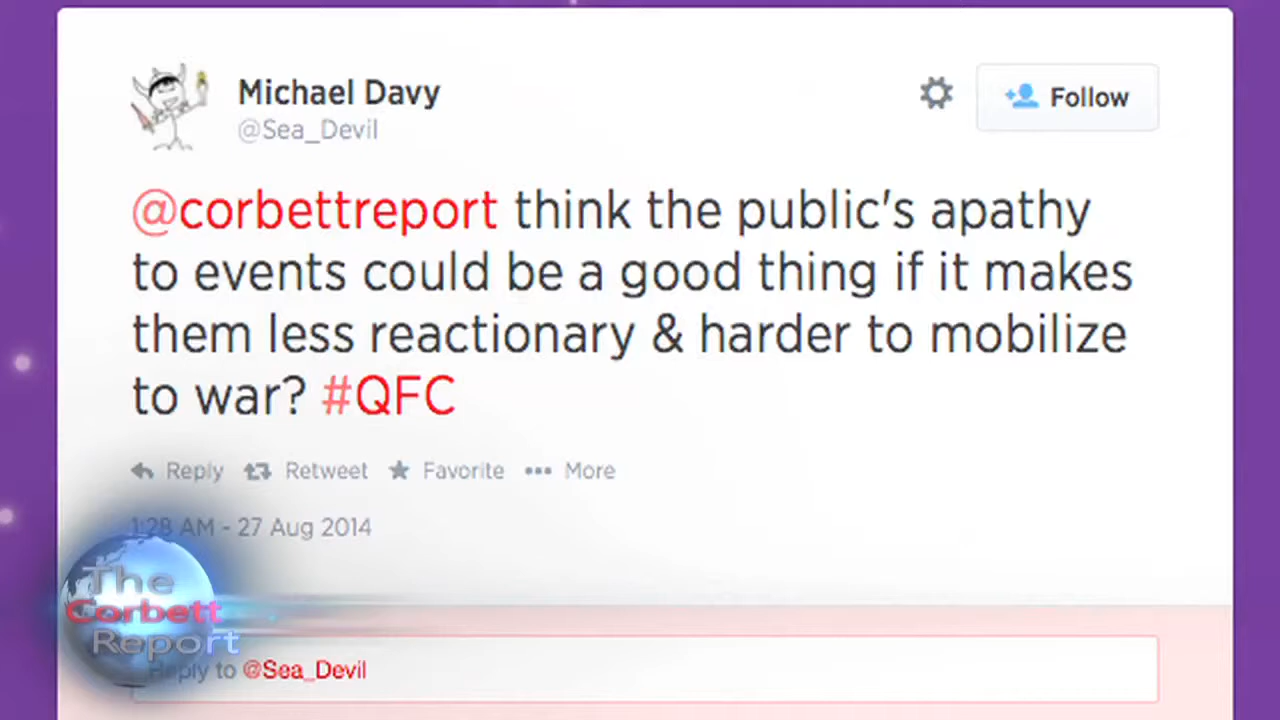 Michael Davy
@Sea_Devil
Follow
@corbettreport think the public's apathy
to events could be a good thing if it makes
them less reactionary & harder to mobilize
to war? #QFC
Reply Retweet Favorite More
1:28 AM - 27 Aug 2014
The
Corbett
Report
Reply to @Sea_Devil